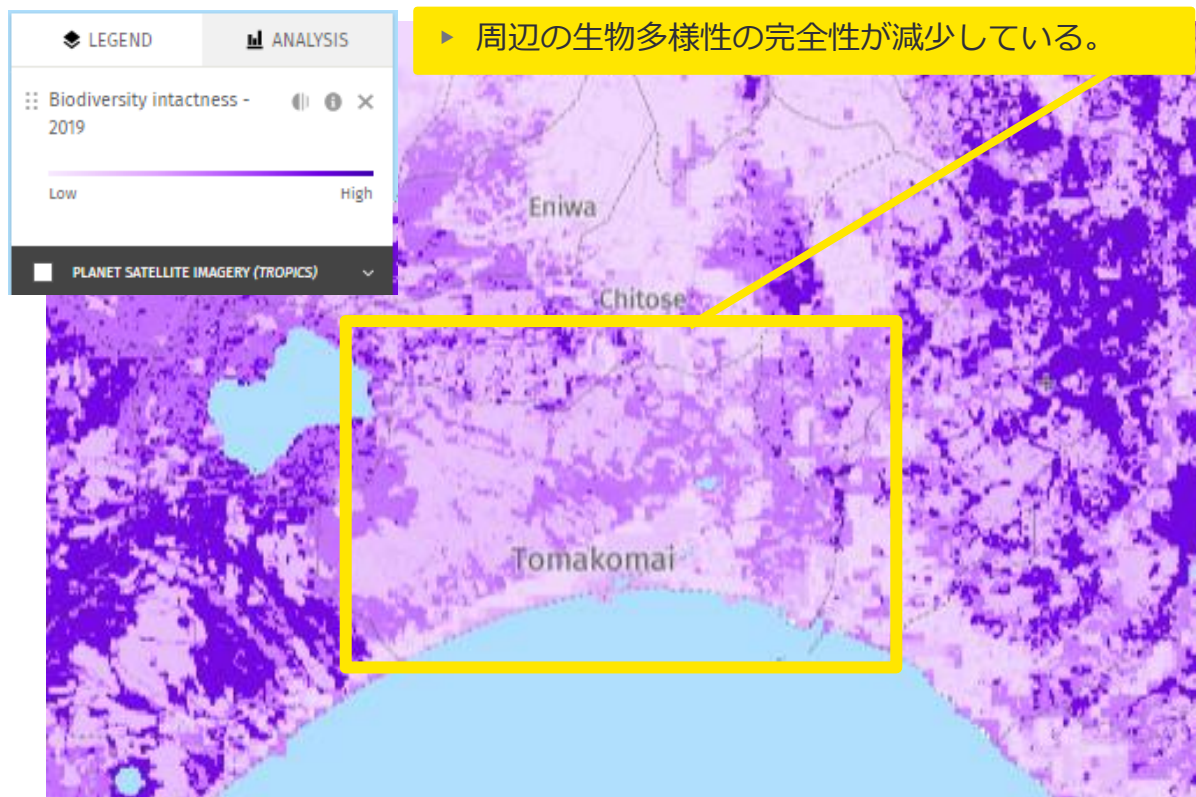 LEGEND
ANALYSIS
▶ 周辺の生物多様性の完全性が減少している。
Biodiversity intactness -
2019
Low
High
PLANET SATELLITE IMAGERY (TROPICS)
Eniwa
Chitose
Tomakomai